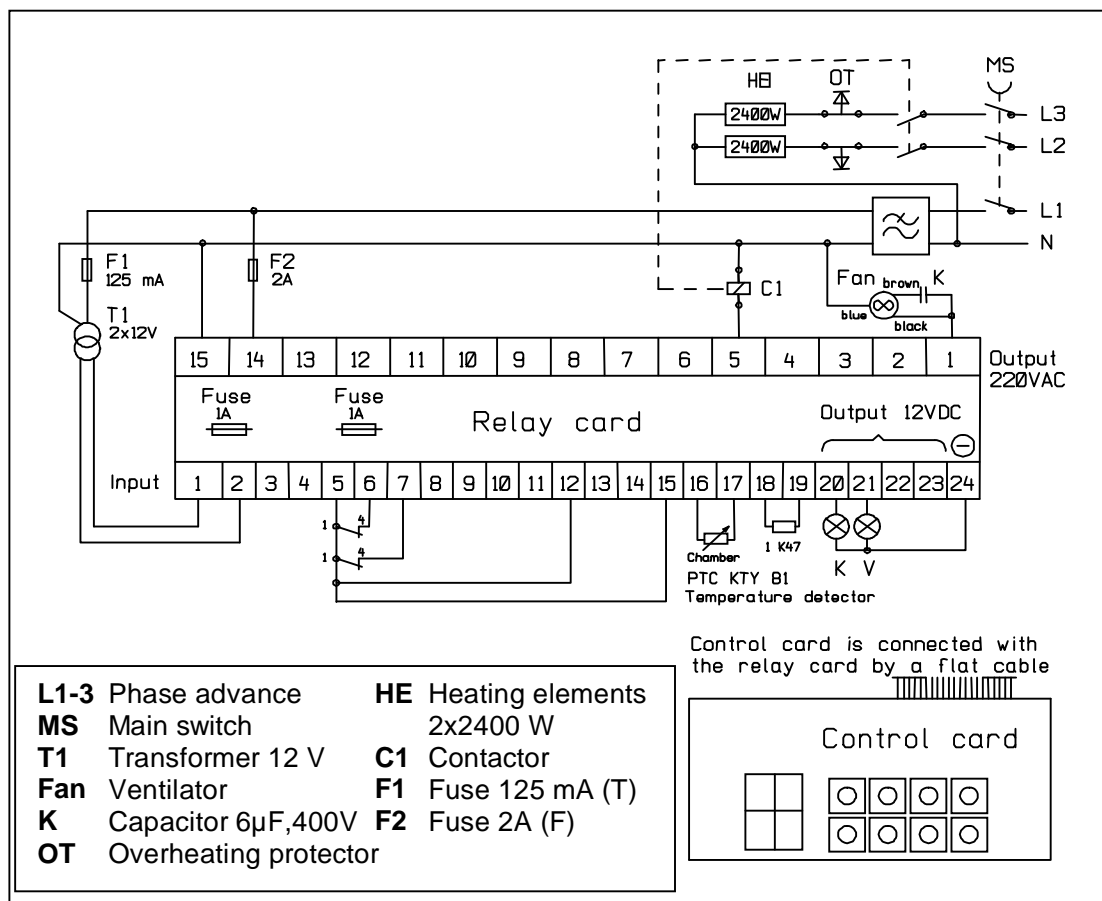 MS
HE OT
2400W L3
2400W L2
L1
N
F1
125 mA
F2
2A
C1
Fan brown K
blue
black
T1
2x12V
15 14 13 12 11 10 9 8 7 6 5 4 3 2 1
Output
220VAC
Fuse
1A
Fuse
1A
Relay card
Output 12VDC
Input 1 2 3 4 5 6 7 8 9 10 11 12 13 14 15 16 17 18 19 20 21 22 23 24
1 4
1 4
Chamber
1 K47
K V
PTC KTY 81
Temperature detector
Control card is connected with
the relay card by a flat cable
Control card
L1-3 Phase advance
MS Main switch
T1 Transformer 12 V
Fan Ventilator
K Capacitor 6µF,400V
OT Overheating protector
HE Heating elements
2x2400 W
C1 Contactor
F1 Fuse 125 mA (T)
F2 Fuse 2A (F)